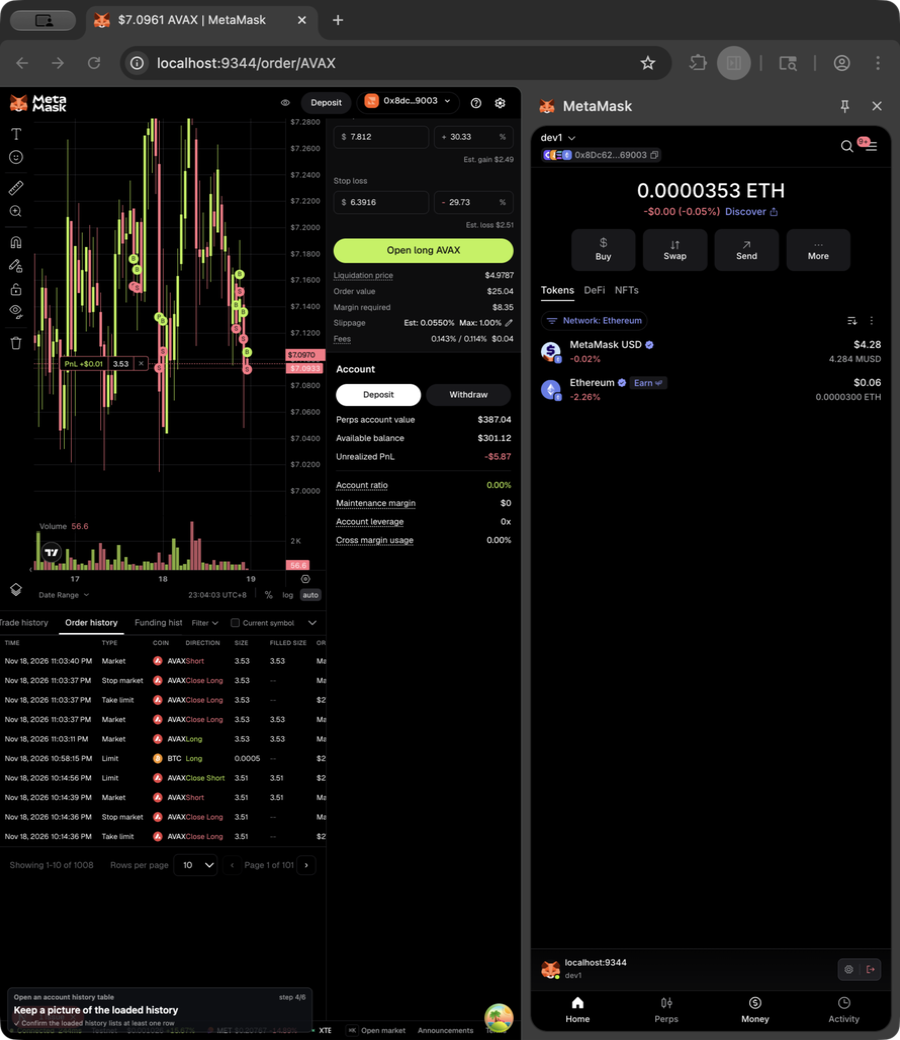 $7.0961 AVAX | MetaMask
localhost:9344/order/AVAX
Meta
Mask
Deposit
0x8dc...9003
$7.2800
$7.2600
$7.2400
$7.2200
$7.2000
$7.1800
$7.1600
$7.1400
$7.1200
$7.0970
$7.0933
$7.0800
$7.0600
$7.0400
$7.0200
$7.0000
PnL +$0.01 3.53
Volume 56.6
2K
56.6
17 18 19
Date Range
23:04:03 UTC+8 % log auto
$ 7.812 + 30.33 %
Est. gain $2.49
Stop loss
$ 6.3916 - 29.73 %
Est. loss $2.51
Open long AVAX
Liquidation price $4.9787
Order value $25.04
Margin required $8.35
Slippage Est: 0.0550% Max: 1.00%
Fees 0.143% / 0.114% $0.04
Account
Deposit Withdraw
Perps account value $387.04
Available balance $301.12
Unrealized PnL -$5.87
Account ratio 0.00%
Maintenance margin $0
Account leverage 0x
Cross margin usage 0.00%
Trade history Order history Funding hist Filter Current symbol
TIME TYPE COIN DIRECTION SIZE FILLED SIZE OR
Nov 18, 2026 11:03:40 PM Market AVAX Short 3.53 3.53 Ma
Nov 18, 2026 11:03:37 PM Stop market AVAX Close Long 3.53 -- Ma
Nov 18, 2026 11:03:37 PM Take limit AVAX Close Long 3.53 -- $2
Nov 18, 2026 11:03:37 PM Market AVAX Close Long 3.53 3.53 Ma
Nov 18, 2026 11:03:11 PM Market AVAX Long 3.53 3.53 Ma
Nov 18, 2026 10:58:15 PM Limit BTC Long 0.0005 -- $2
Nov 18, 2026 10:14:56 PM Limit AVAX Close Short 3.51 3.51 $2
Nov 18, 2026 10:14:39 PM Market AVAX Short 3.51 3.51 Ma
Nov 18, 2026 10:14:36 PM Stop market AVAX Close Long 3.51 -- Ma
Nov 18, 2026 10:14:36 PM Take limit AVAX Close Long 3.51 -- $2
Showing 1-10 of 1008 Rows per page 10 Page 1 of 101
Open an account history table step 4/6
Keep a picture of the loaded history
✓ Confirm the loaded history lists at least one row
XTE Open market Announcements
MetaMask
dev1
0x8Dc62...69003
9+
0.0000353 ETH
-$0.00 (-0.05%) Discover
Buy Swap Send More
Tokens DeFi NFTs
Network: Ethereum
MetaMask USD $4.28
-0.02% 4.284 MUSD
Ethereum Earn $0.06
-2.26% 0.0000300 ETH
localhost:9344
dev1
Home Perps Money Activity